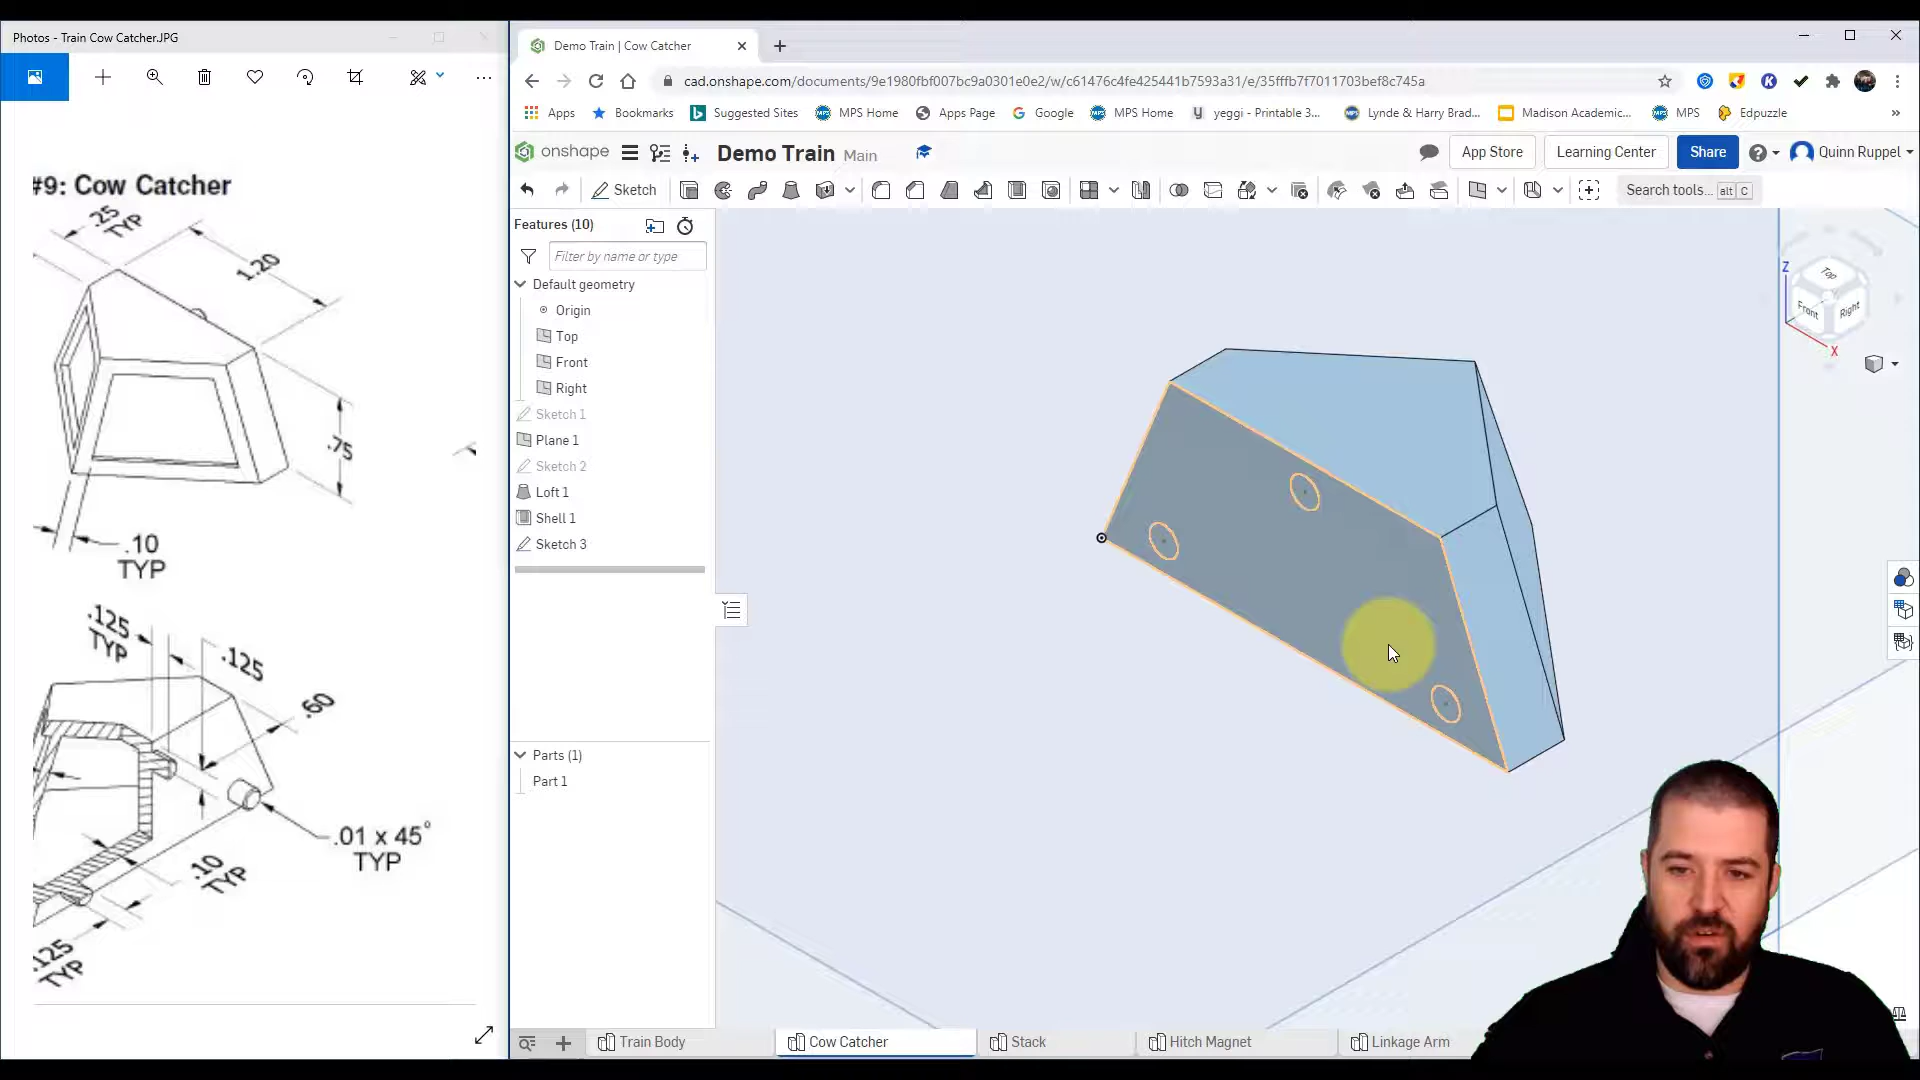 Photos - Train Cow Catcher.JPG
#9: Cow Catcher
.25
TYP
1.20
.75
.10
TYP
.125
TYP
.125
.60
.01 x 45°
TYP
.10
TYP
.125
TYP
Demo Train | Cow Catcher
cad.onshape.com/documents/9e1980fbf007bc9a0301e0e2/w/c61476c4fe425441b7593a31/e/35fffb7f7011703bef8c745a
Apps
Bookmarks
Suggested Sites
MPS Home
Apps Page
Google
MPS Home
yeggi - Printable 3...
Lynde & Harry Brad...
Madison Academic...
MPS
Edpuzzle
onshape
Demo Train Main
App Store
Learning Center
Share
Quinn Ruppel
Sketch
Search tools... alt C
Features (10)
Filter by name or type
Default geometry
Origin
Top
Front
Right
Sketch 1
Plane 1
Sketch 2
Loft 1
Shell 1
Sketch 3
Parts (1)
Part 1
Z
Top
Front
Right
X
Train Body
Cow Catcher
Stack
Hitch Magnet
Linkage Arm